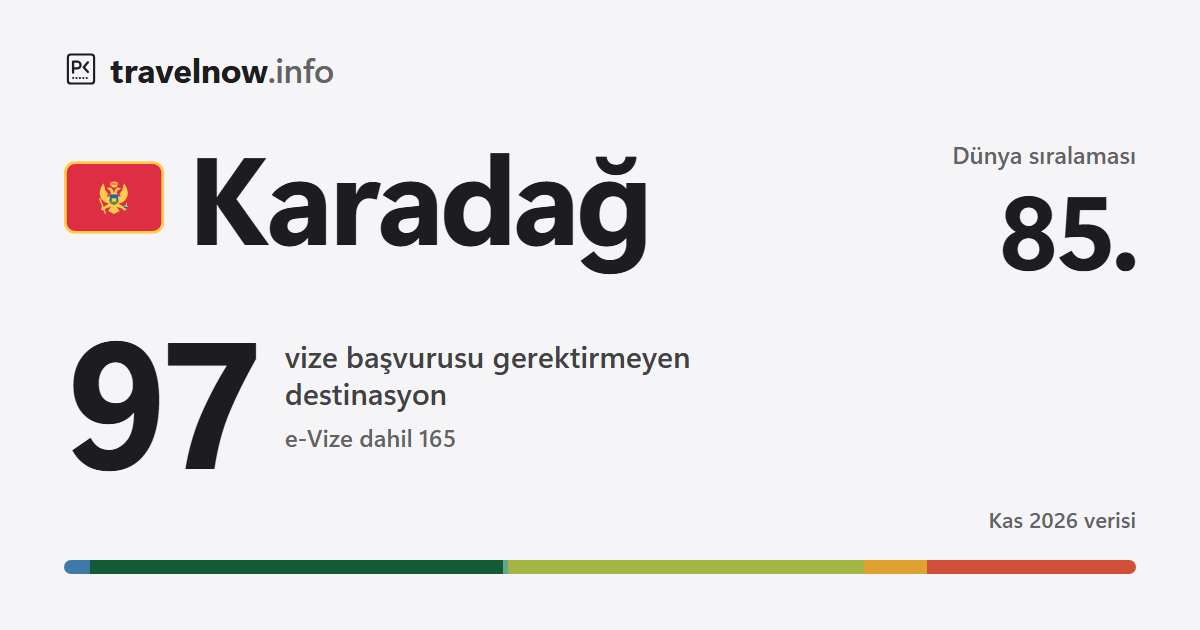 travelnow.info
Karadağ
Dünya sıralaması
85.
97
vize başvurusu gerektirmeyen
destinasyon
e-Vize dahil 165
Kas 2026 verisi